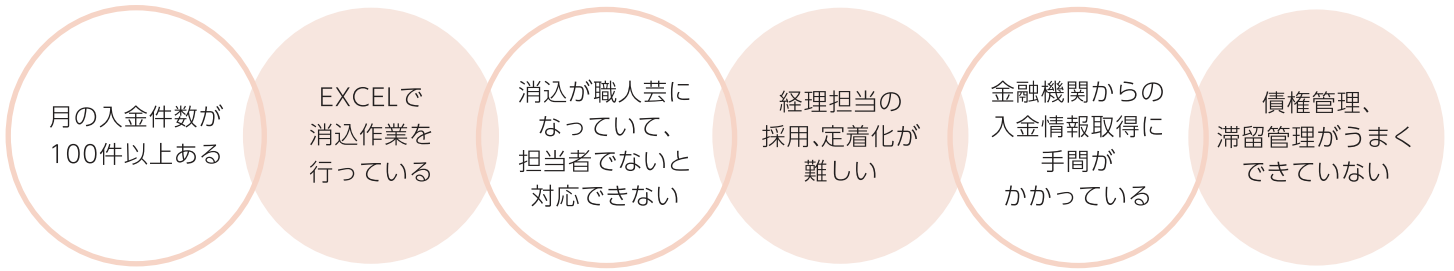 月の入金件数が
100件以上ある
EXCELで
消込作業を
行っている
消込が職人芸に
なっていて、
担当者でないと
対応できない
経理担当の
採用、定着化が
難しい
金融機関からの
入金情報取得に
手間が
かかっている
債権管理、
滞留管理がうまく
できていない